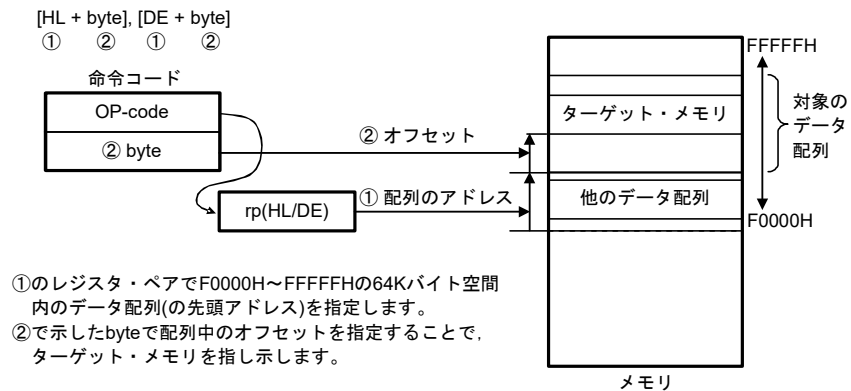 [HL + byte], [DE + byte]
① ② ① ②
命令コード
OP-code
② byte
② オフセット
rp(HL/DE)
① 配列のアドレス
FFFFFH
ターゲット・メモリ
対象の
データ
配列
他のデータ配列
F0000H
メモリ
①のレジスタ・ペアでF0000H~FFFFFHの64Kバイト空間
内のデータ配列(の先頭アドレス)を指定します。
②で示したbyteで配列中のオフセットを指定することで,
ターゲット・メモリを指し示します。